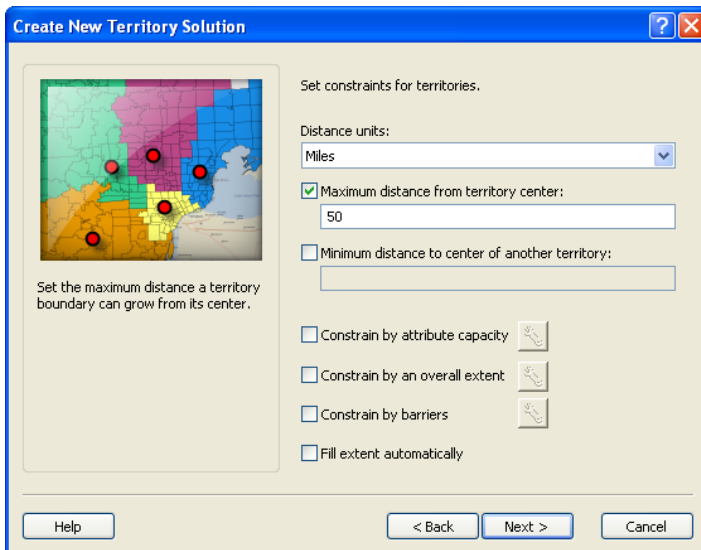 Create New Territory Solution
Set constraints for territories.
Distance units:
Miles
Maximum distance from territory center:
50
Minimum distance to center of another territory:
Set the maximum distance a territory
boundary can grow from its center.
Constrain by attribute capacity
Constrain by an overall extent
Constrain by barriers
Fill extent automatically
Help
< Back
Next >
Cancel